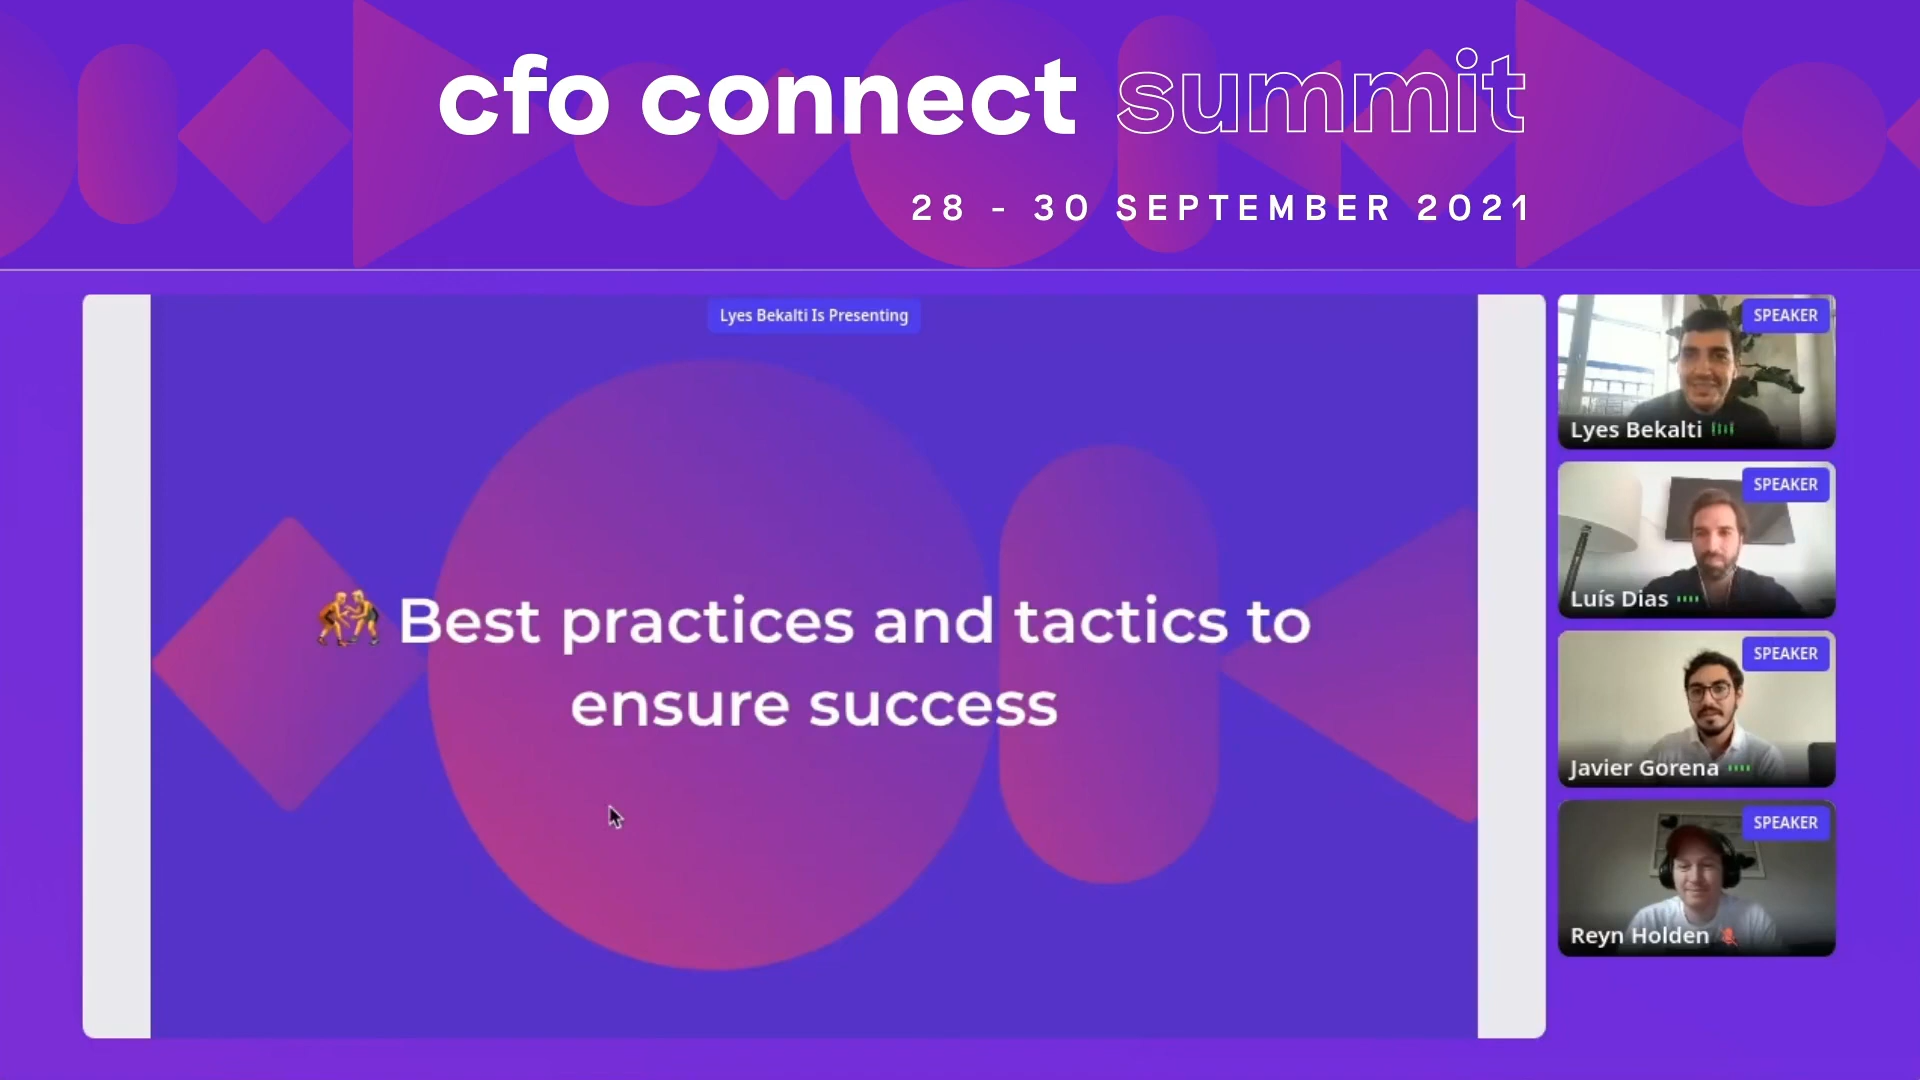 cfo connect summit
28 - 30 SEPTEMBER 2021
Lyes Bekalti Is Presenting
Best practices and tactics to
ensure success
SPEAKER
Lyes Bekalti
SPEAKER
Luís Dias
SPEAKER
Javier Gorena
SPEAKER
Reyn Holden